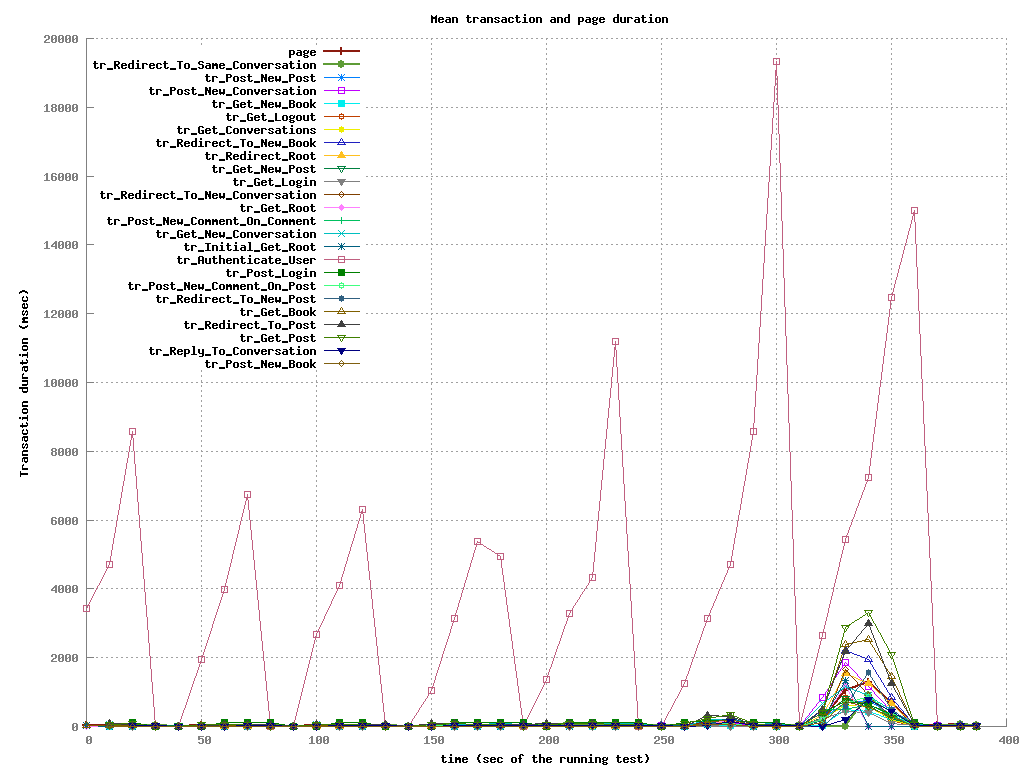 Mean transaction and page duration
20000
18000
16000
14000
12000
10000
8000
6000
4000
2000
0
Transaction duration (msec)
page
tr_Redirect_To_Same_Conversation
tr_Post_New_Post
tr_Post_New_Conversation
tr_Get_New_Book
tr_Get_Logout
tr_Get_Conversations
tr_Redirect_To_New_Book
tr_Redirect_Root
tr_Get_New_Post
tr_Get_Login
tr_Redirect_To_New_Conversation
tr_Get_Root
tr_Post_New_Comment_On_Comment
tr_Get_New_Conversation
tr_Initial_Get_Root
tr_Authenticate_User
tr_Post_Login
tr_Post_New_Comment_On_Post
tr_Redirect_To_New_Post
tr_Get_Book
tr_Redirect_To_Post
tr_Get_Post
tr_Reply_To_Conversation
tr_Post_New_Book
0 50 100 150 200 250 300 350 400
time (sec of the running test)